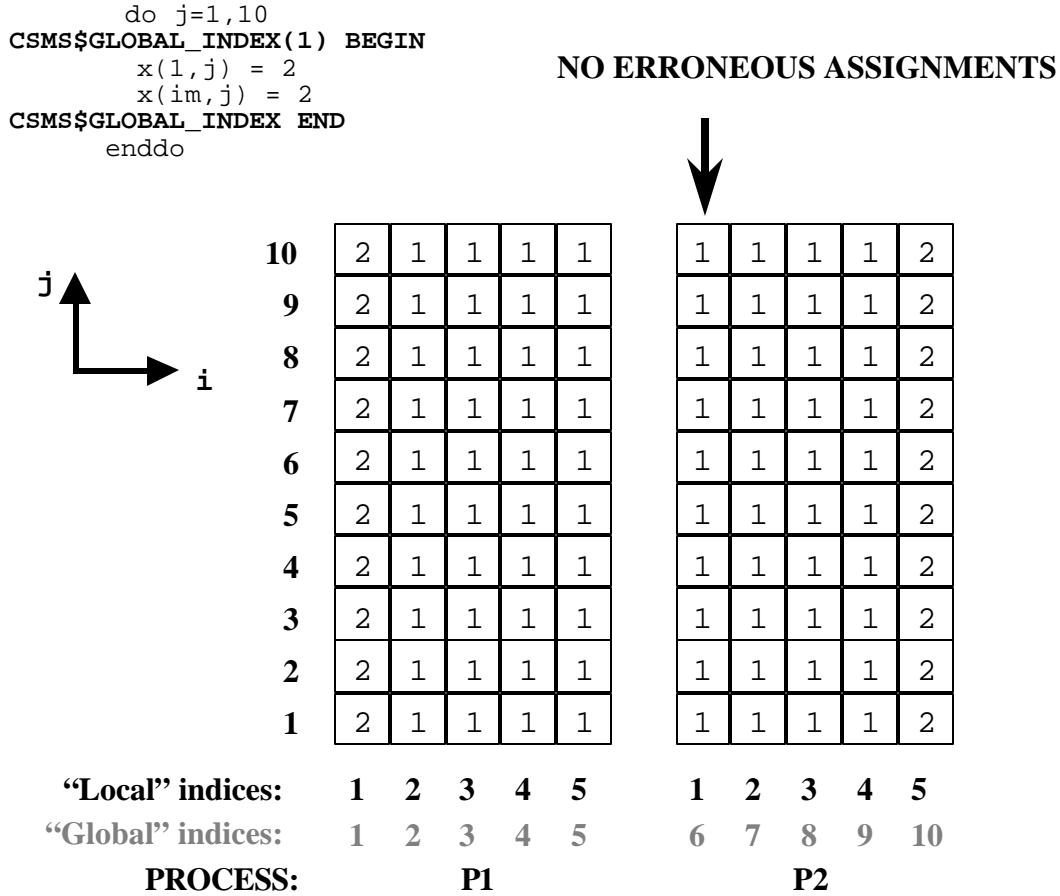 do j=1,10
CSMS$GLOBAL_INDEX(1) BEGIN
x(1,j) = 2
x(im,j) = 2
CSMS$GLOBAL_INDEX END
enddo
NO ERRONEOUS ASSIGNMENTS
j
i
10 2 1 1 1 1 1 1 1 1 2
9 2 1 1 1 1 1 1 1 1 2
8 2 1 1 1 1 1 1 1 1 2
7 2 1 1 1 1 1 1 1 1 2
6 2 1 1 1 1 1 1 1 1 2
5 2 1 1 1 1 1 1 1 1 2
4 2 1 1 1 1 1 1 1 1 2
3 2 1 1 1 1 1 1 1 1 2
2 2 1 1 1 1 1 1 1 1 2
1 2 1 1 1 1 1 1 1 1 2
“Local” indices: 1 2 3 4 5 1 2 3 4 5
“Global” indices: 1 2 3 4 5 6 7 8 9 10
PROCESS: P1 P2